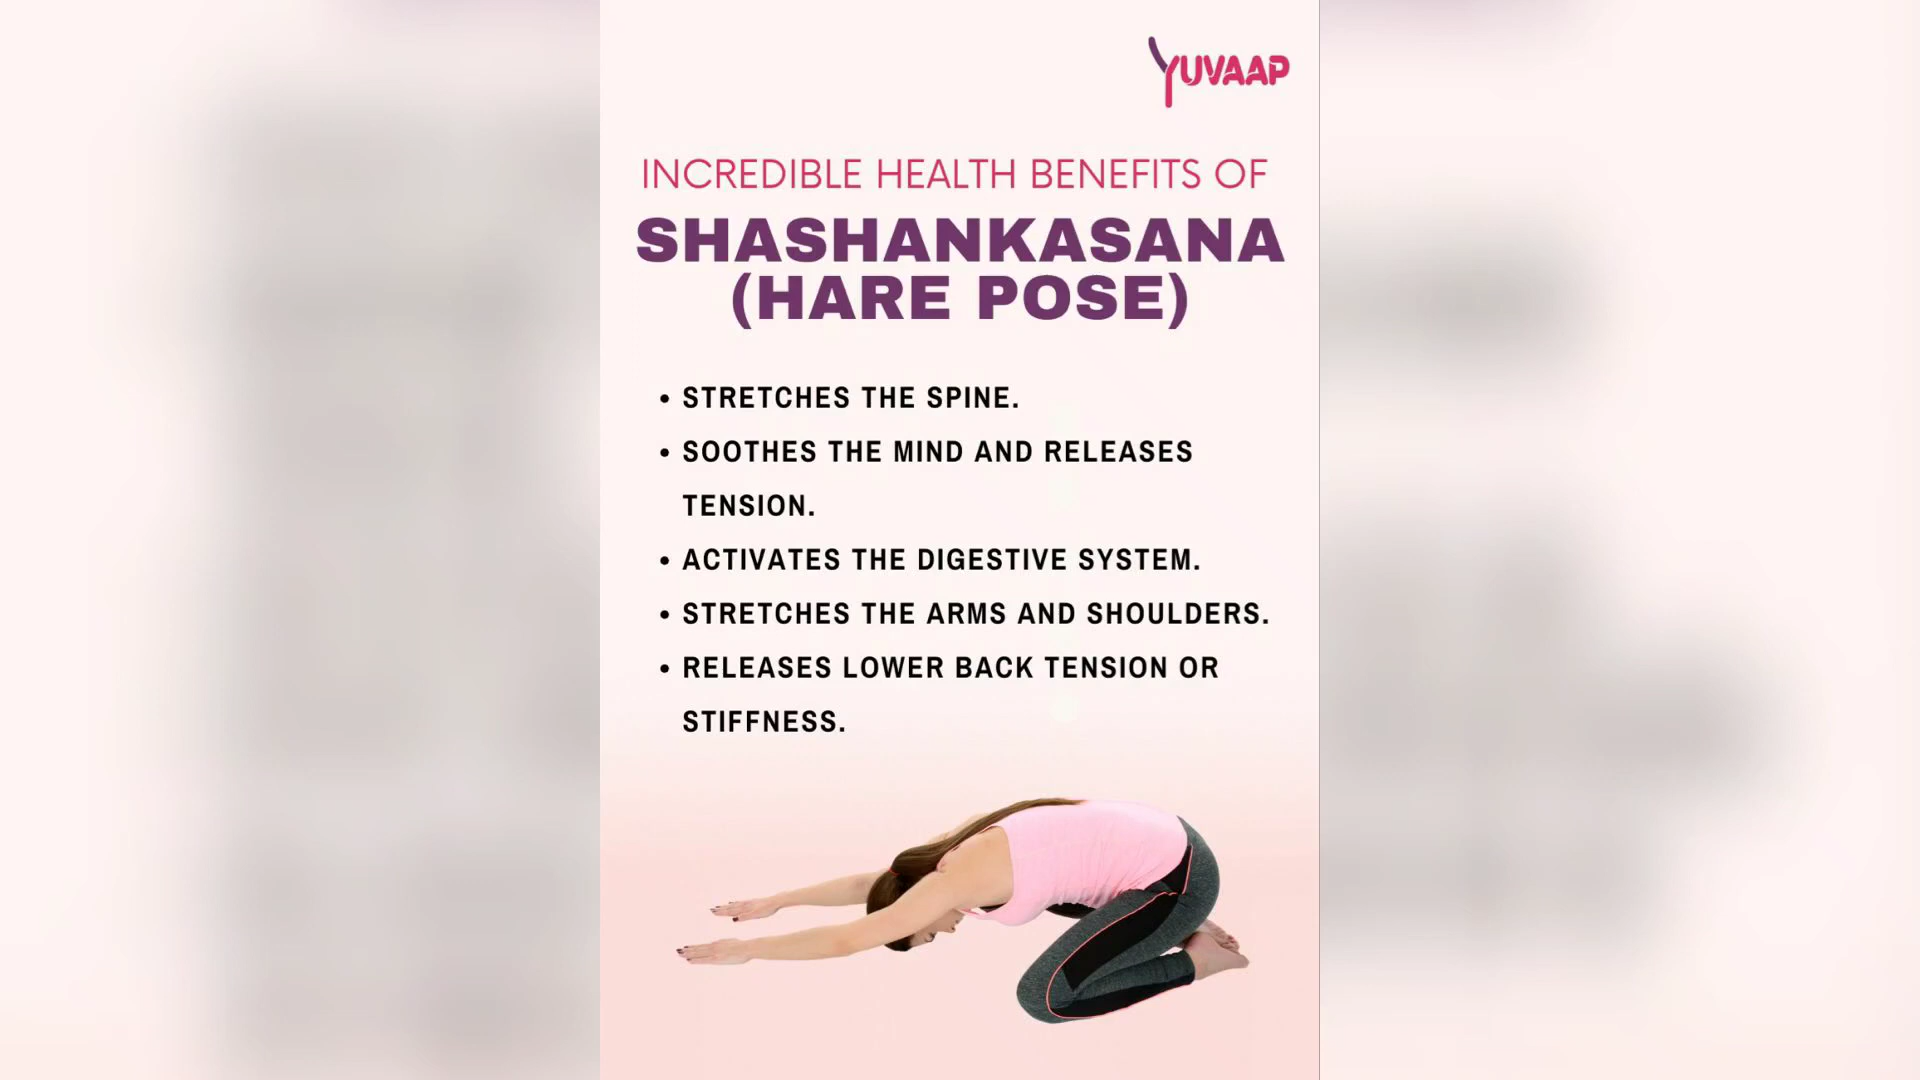 YUVAAP
INCREDIBLE HEALTH BENEFITS OF
SHASHANKASANA
(HARE POSE)
• STRETCHES THE SPINE.
• SOOTHES THE MIND AND RELEASES
TENSION.
• ACTIVATES THE DIGESTIVE SYSTEM.
• STRETCHES THE ARMS AND SHOULDERS.
• RELEASES LOWER BACK TENSION OR
STIFFNESS.